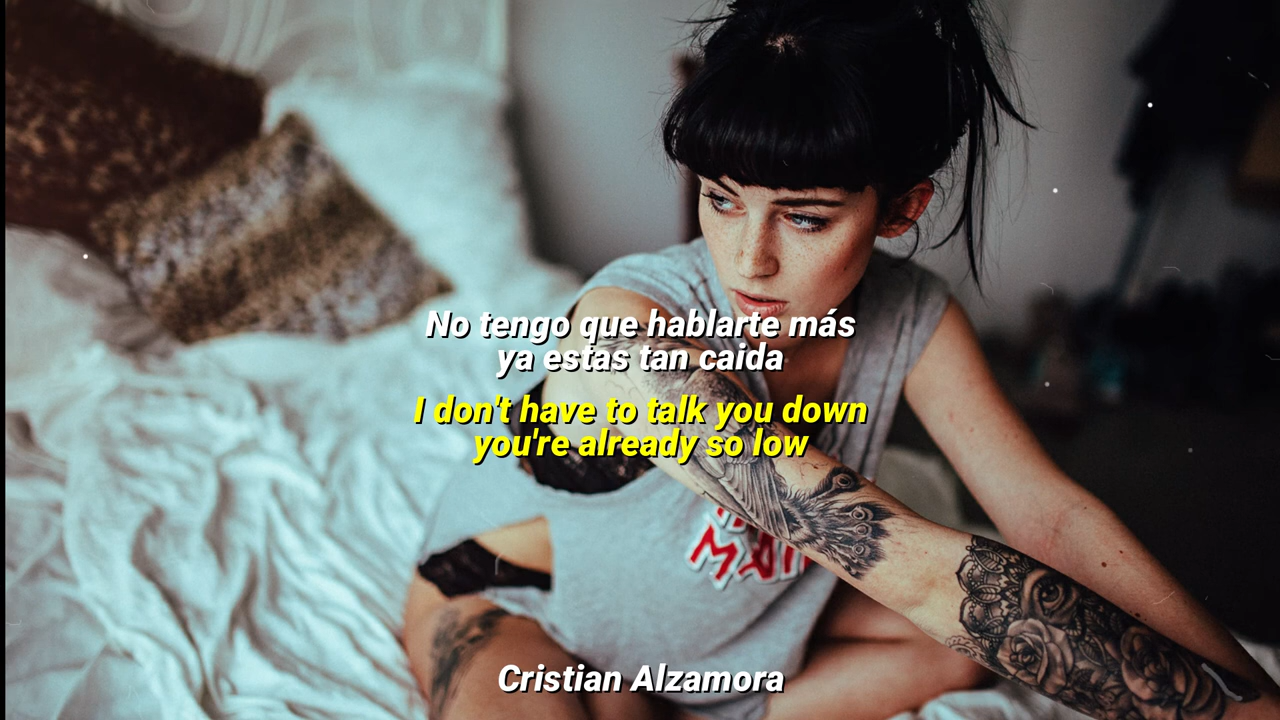 No tengo que hablarte más
ya estas tan caida
I don't have to talk you down
you're already so low
Cristian Alzamora